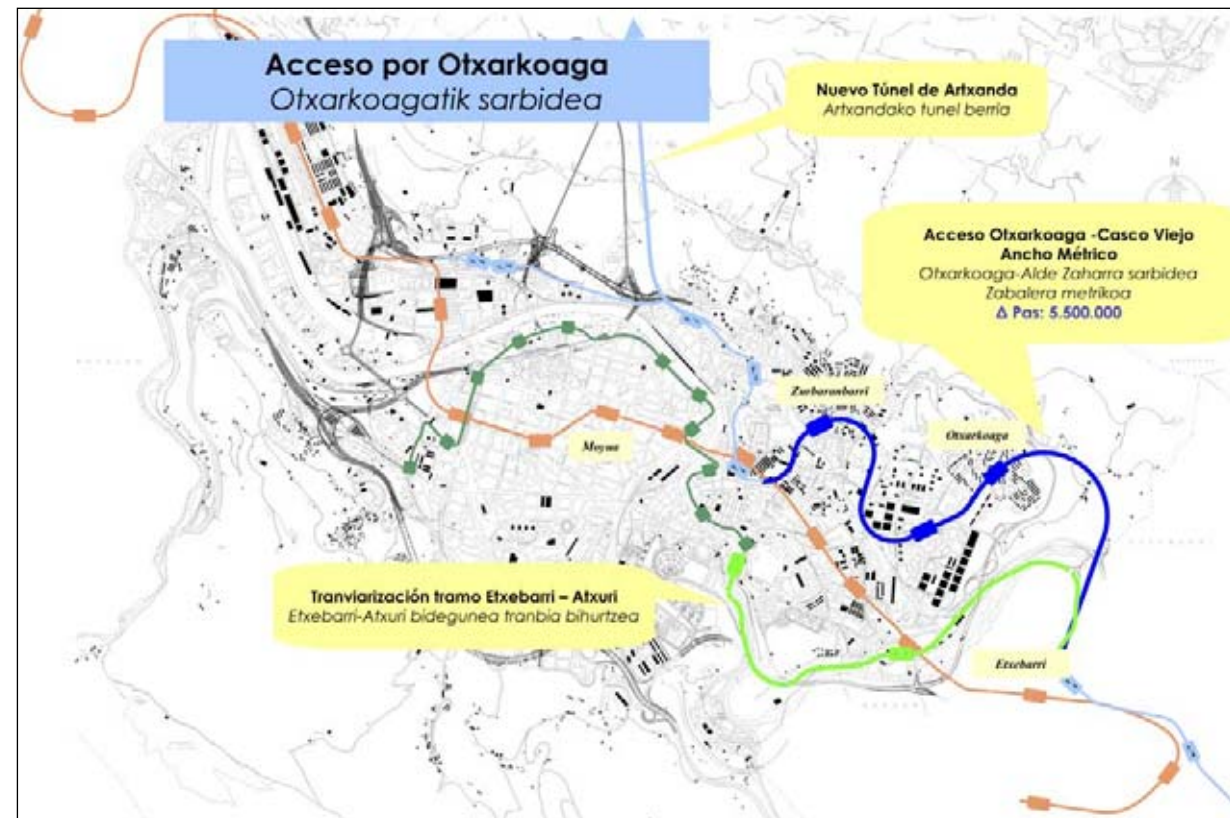 Acceso por Otxarkoaga
Otxarkoagatik sarbidea
Nuevo Túnel de Artxanda
Artxandako tunel berria
N
Acceso Otxarkoaga -Casco Viejo
Ancho Métrico
Otxarkoaga-Alde Zaharra sarbidea
Zabalera metrikoa
Δ Pas: 5.500.000
Zurbaranbarri
Otxarkoaga
Moyua
Tranviarización tramo Etxebarri – Atxuri
Etxebarri-Atxuri bidegunea tranbia bihurtzea
Etxebarri